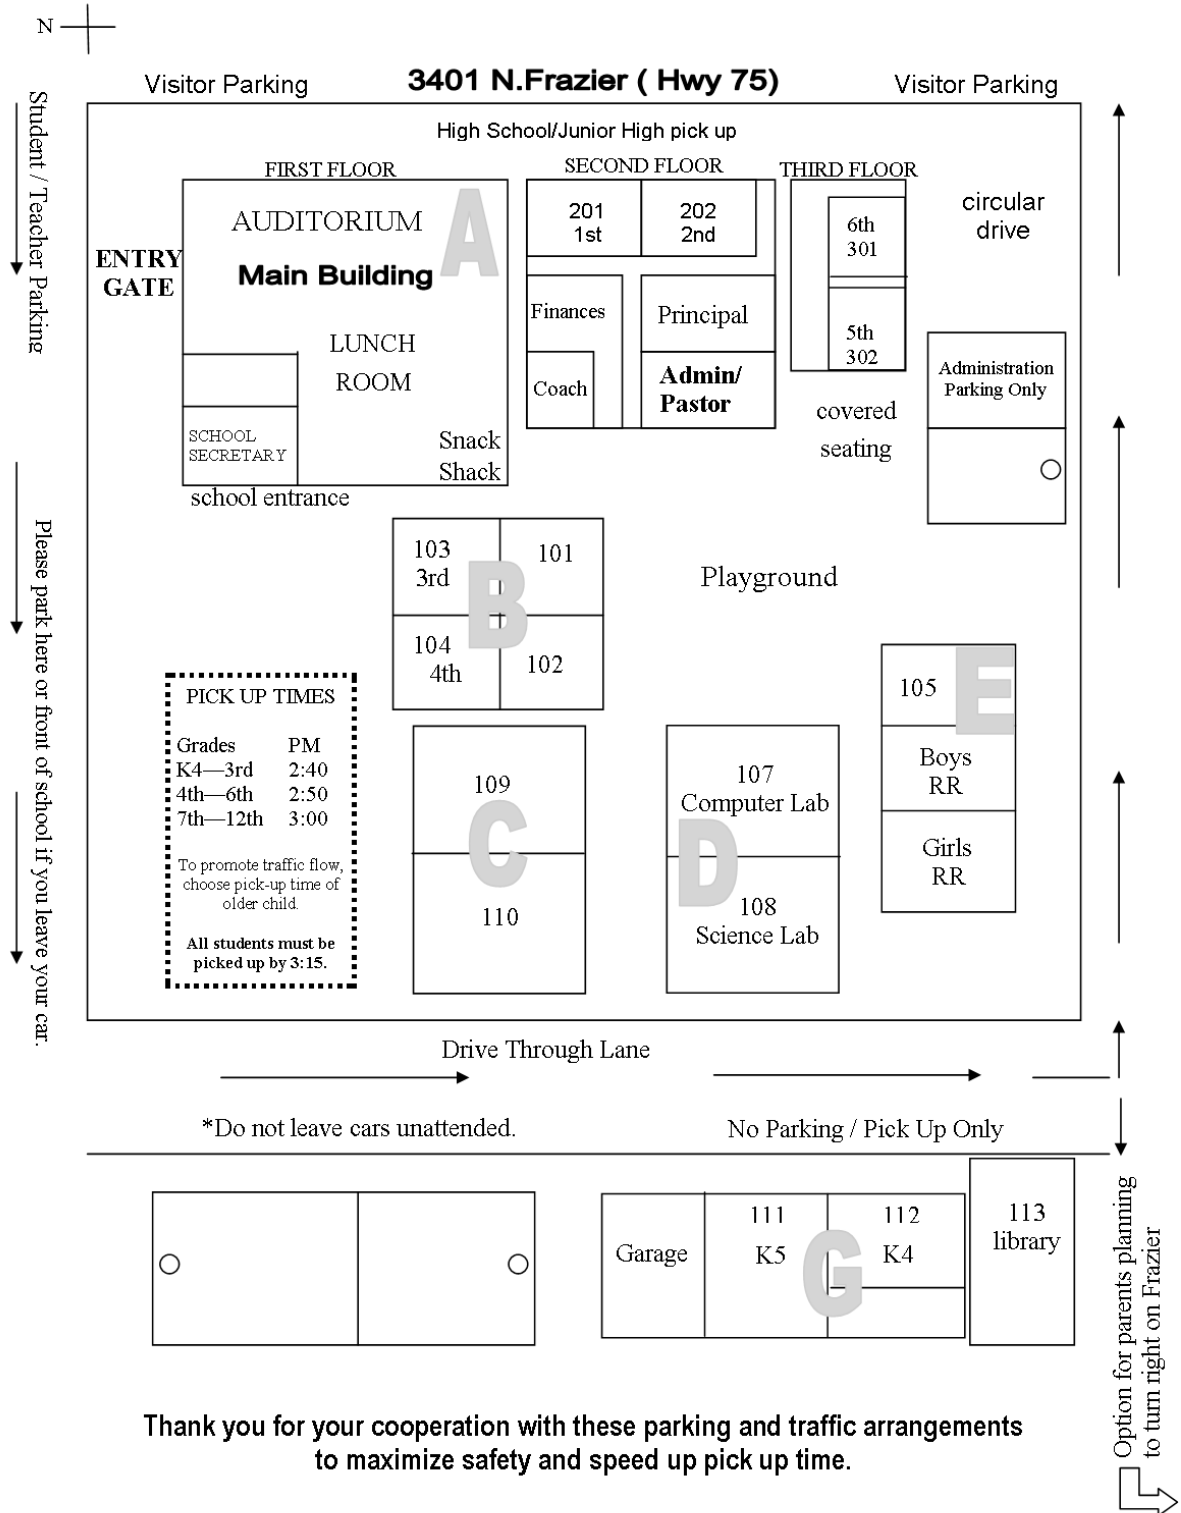 N
Visitor Parking
3401 N.Frazier ( Hwy 75)
Visitor Parking
Student / Teacher Parking
High School/Junior High pick up
FIRST FLOOR
SECOND FLOOR
THIRD FLOOR
AUDITORIUM
A
Main Building
ENTRY
GATE
LUNCH
ROOM
SCHOOL
SECRETARY
Snack
Shack
school entrance
201
1st
202
2nd
Finances
Principal
Coach
Admin/
Pastor
6th
301
5th
302
circular
drive
covered
seating
Administration
Parking Only
Please park here or front of school if you leave your car.
103
3rd
101
B
104
4th
102
Playground
PICK UP TIMES
Grades PM
K4—3rd 2:40
4th—6th 2:50
7th—12th 3:00
To promote traffic flow,
choose pick-up time of
older child.
All students must be
picked up by 3:15.
109
C
110
107
Computer Lab
D
108
Science Lab
105
E
Boys
RR
Girls
RR
Drive Through Lane
*Do not leave cars unattended.
No Parking / Pick Up Only
Garage
111
K5
112
K4
G
113
library
Option for parents planning
to turn right on Frazier
Thank you for your cooperation with these parking and traffic arrangements
to maximize safety and speed up pick up time.